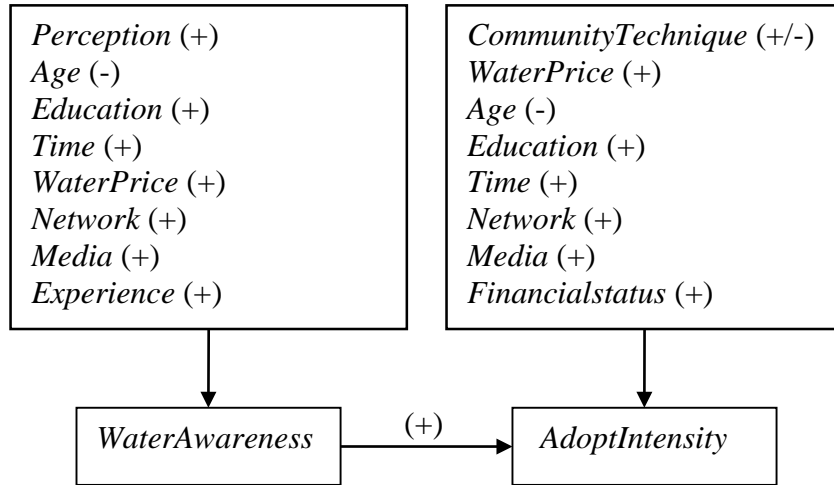 Perception (+)
Age (-)
Education (+)
Time (+)
WaterPrice (+)
Network (+)
Media (+)
Experience (+)
CommunityTechnique (+/-)
WaterPrice (+)
Age (-)
Education (+)
Time (+)
Network (+)
Media (+)
Financialstatus (+)
WaterAwareness
(+)
AdoptIntensity